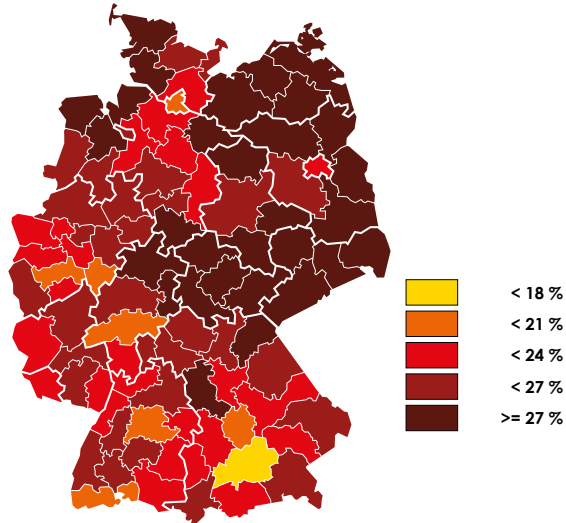 < 18 %
< 21 %
< 24 %
< 27 %
>= 27 %